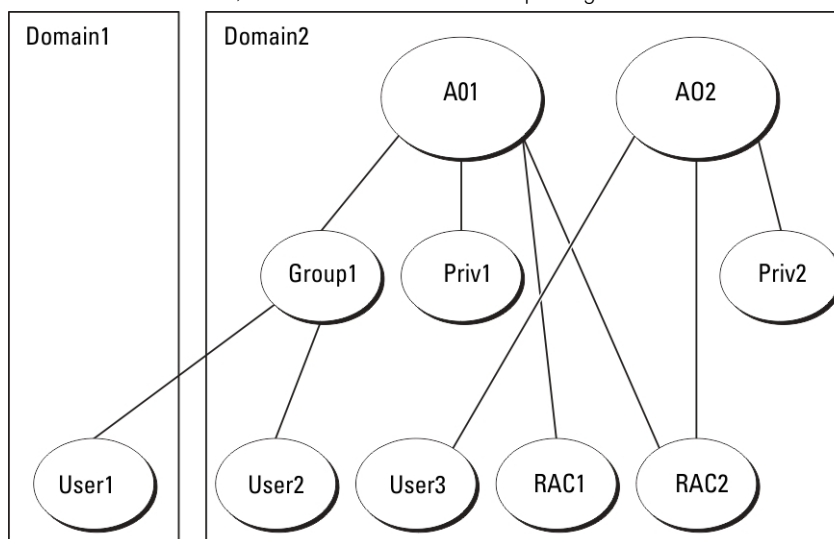 Domain1
Domain2
A01
AO2
Group1
Priv1
Priv2
User1
User2
User3
RAC1
RAC2